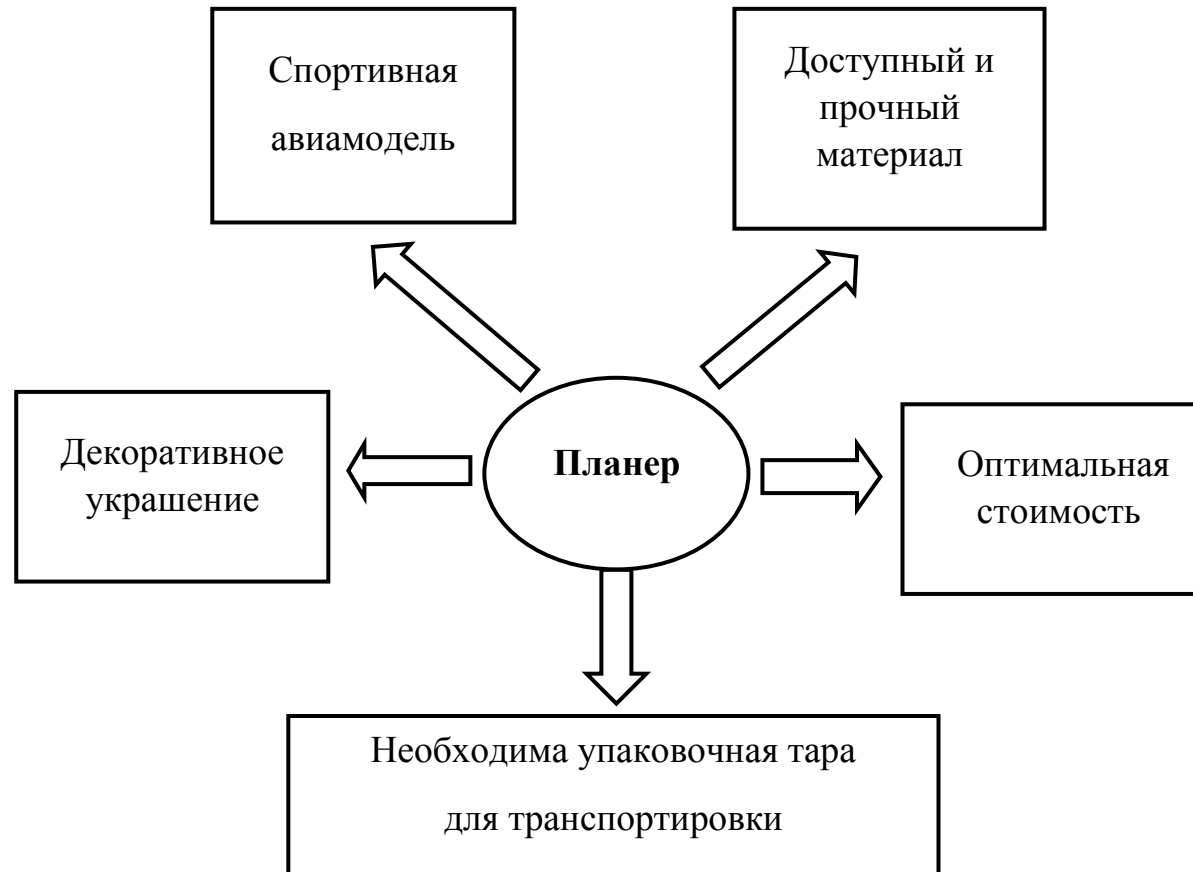 Спортивная
авиамодель
Доступный и
прочный
материал
Декоративное
украшение
Планер
Оптимальная
стоимость
Необходима упаковочная тара
для транспортировки